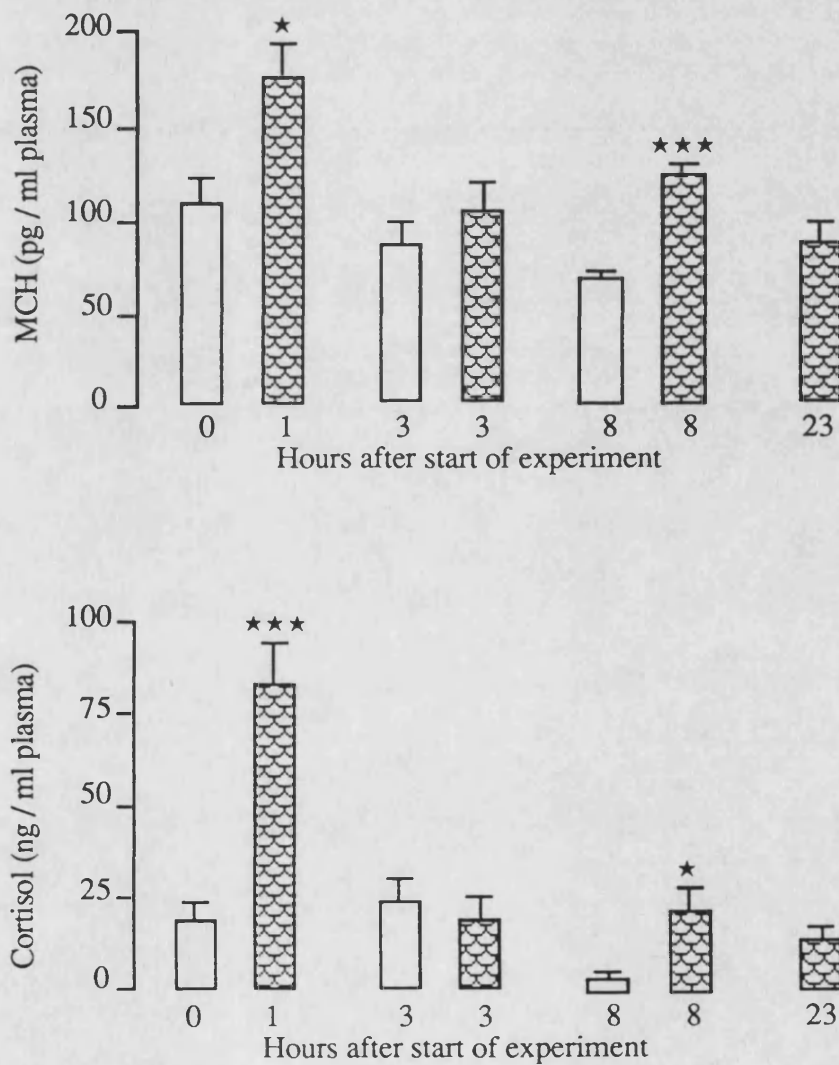 200
★
150
★★★
100
50
0
MCH (pg / ml plasma)
0 1 3 3 8 8 23
Hours after start of experiment
100
★★★
75
50
25
★
0
Cortisol (ng / ml plasma)
0 1 3 3 8 8 23
Hours after start of experiment